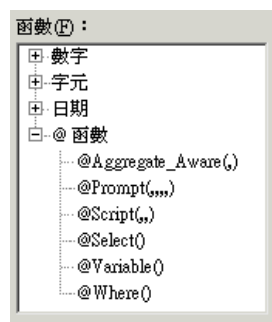 函數(F)：
數字
字元
日期
@ 函數
@Aggregate_Aware(,)
@Prompt(,,,,)
@Script(,,)
@Select()
@Variable()
@Where()